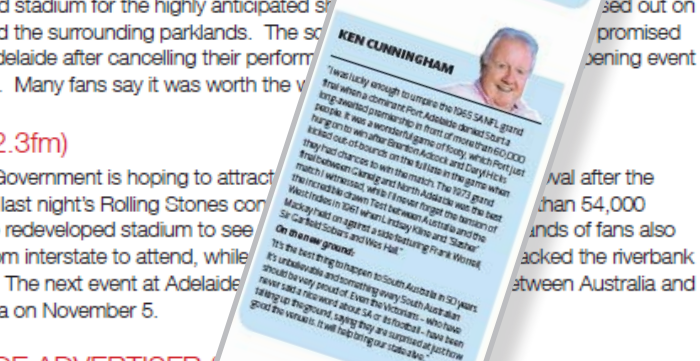 d stadium for the highly anticipated s
d the surrounding parklands. The so
delaide after cancelling their perform
. Many fans say it was worth the w
2.3fm)
Government is hoping to attract
last night's Rolling Stones con
redeveloped stadium to see
om interstate to attend, while
The next event at Adelaide
a on November 5.
DE ADVERTISER (
KEN CUNNINGHAM
"I was lucky enough to umpire the 1965 SANFL grand
final when a dominant Port Adelaide denied Sturt a
long-awaited premiership in front of more than 60,000
people. It was a wonderful game of footy, which Port just
hung on to win after Brenton Adcock and Daryl Hicks
kicked out-of-bounds on the full late in the game when
they had chances to win the match. The 1973 grand
final between Glenelg and North Adelaide was the best
match I witnessed, while I'll never forget the tension of
the incredible drawn Test between Australia and the
West Indies in 1961 when Lindsay Kline and 'Slasher'
Mackay held on against a side featuring Frank Worrell,
Sir Garfield Sobers and Wes Hall."
On the new ground:
"It's the best thing to happen to South Australia in 50 years.
It's unbelievable and something every South Australian
should be very proud of. Even the Victorians – who have
never said a nice word about SA or its football – have been
talking up the ground, saying they are surprised at just how
good the venue is. It will help bring our state alive."
sed out on
promised
pening event
val after the
than 54,000
ands of fans also
acked the riverbank
etween Australia and